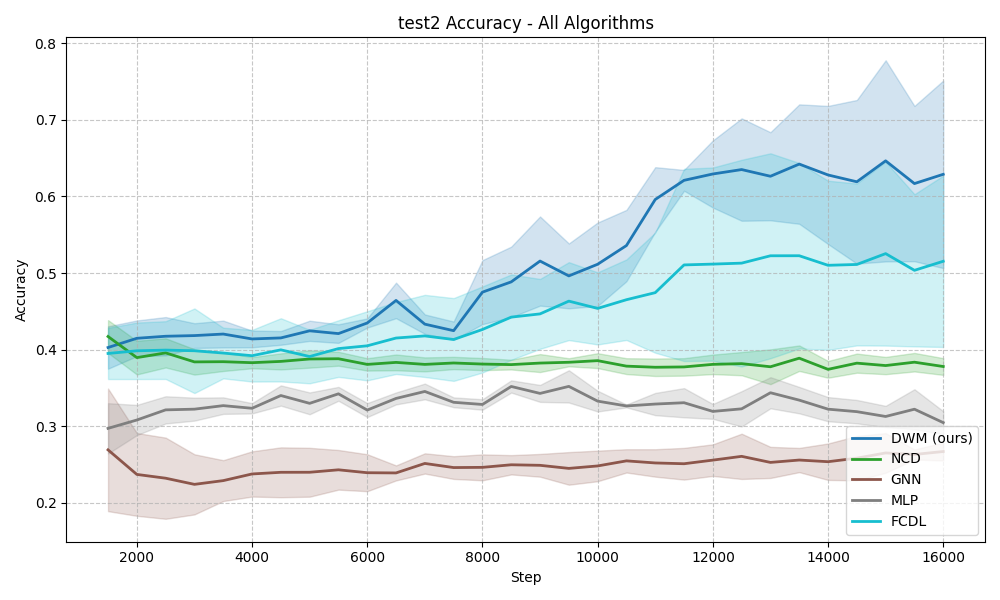 test2 Accuracy - All Algorithms
Accuracy
0.8
0.7
0.6
0.5
0.4
0.3
0.2
DWM (ours)
NCD
GNN
MLP
FCDL
2000 4000 6000 8000 10000 12000 14000 16000
Step